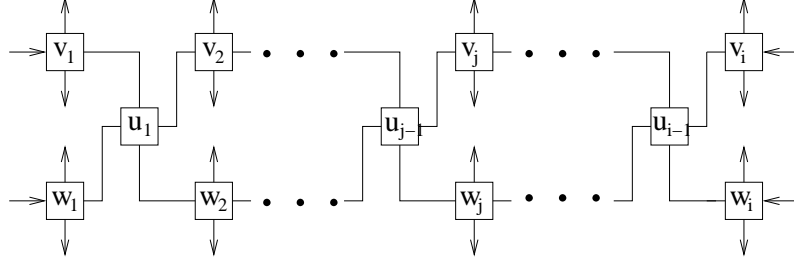 v₁ v₂ • • • vⱼ • • • vᵢ
u₁ uⱼ₋₁ uᵢ₋₁
w₁ w₂ • • • wⱼ • • • wᵢ